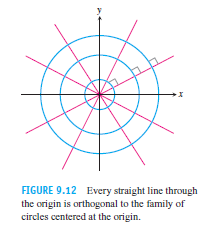 y
x
FIGURE 9.12 Every straight line through
the origin is orthogonal to the family of
circles centered at the origin.